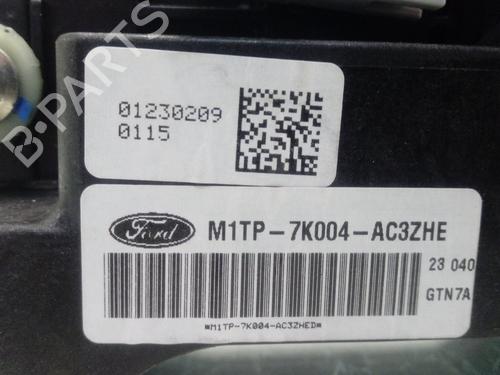 01230209
0115
Ford
M1TP-7K004-AC3ZHE
23 040
GTN7A
*M1TP-7K004-AC3ZHED*
B-PARTS